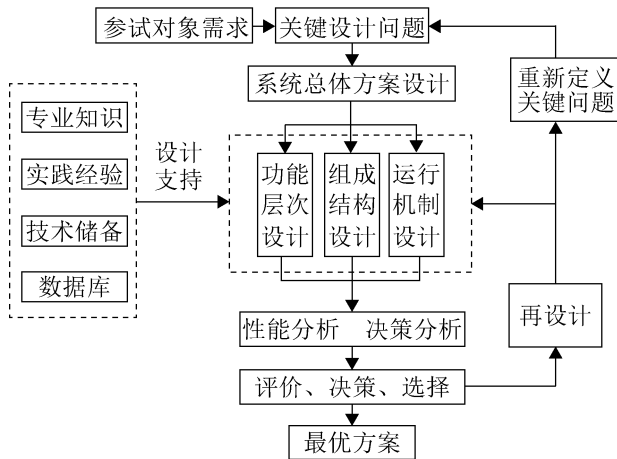 参试对象需求
关键设计问题
系统总体方案设计
重新定义
关键问题
专业知识
实践经验
技术储备
数据库
设计
支持
功能
层次
设计
组成
结构
设计
运行
机制
设计
性能分析 决策分析
再设计
评价、决策、选择
最优方案